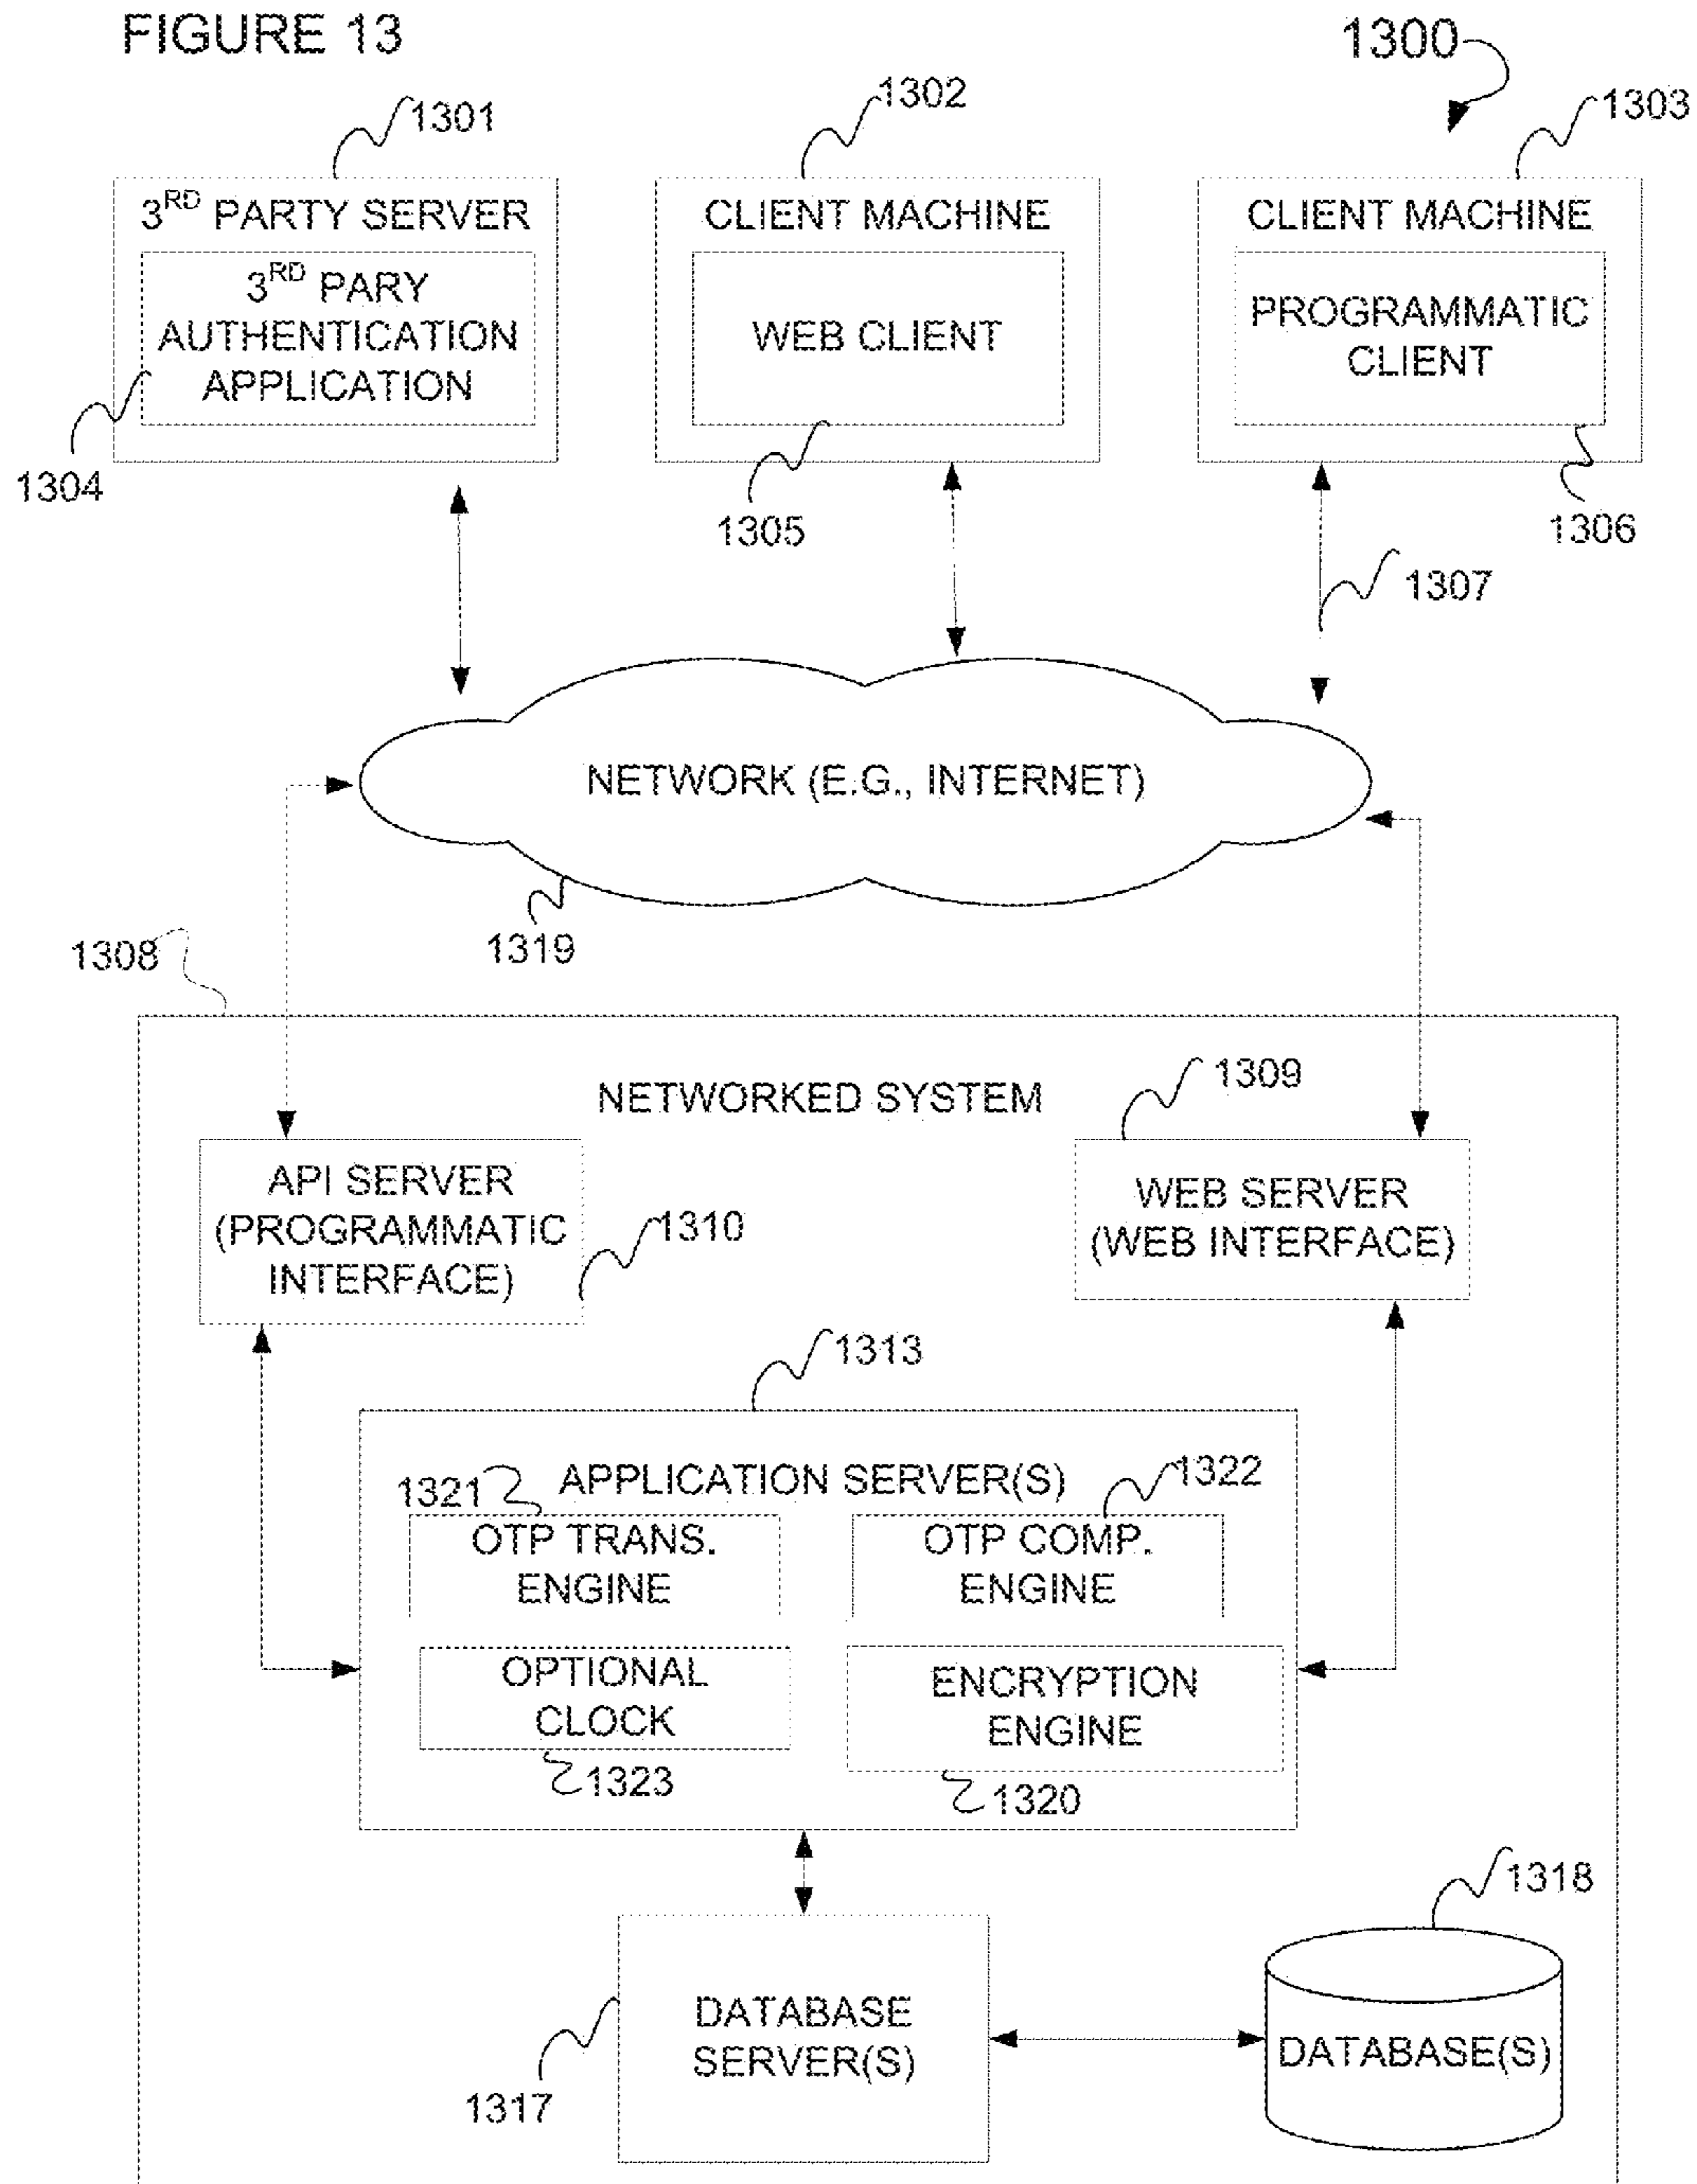 FIGURE 13
1300
1301
1302
1303
3RD PARTY SERVER
3RD PARY
AUTHENTICATION
APPLICATION
1304
CLIENT MACHINE
WEB CLIENT
1305
CLIENT MACHINE
PROGRAMMATIC
CLIENT
1306
1307
NETWORK (E.G., INTERNET)
1319
1308
NETWORKED SYSTEM
1309
API SERVER
(PROGRAMMATIC
INTERFACE)
1310
WEB SERVER
(WEB INTERFACE)
1313
APPLICATION SERVER(S)
1321
1322
OTP TRANS.
ENGINE
OTP COMP.
ENGINE
OPTIONAL
CLOCK
1323
ENCRYPTION
ENGINE
1320
1318
DATABASE
SERVER(S)
1317
DATABASE(S)